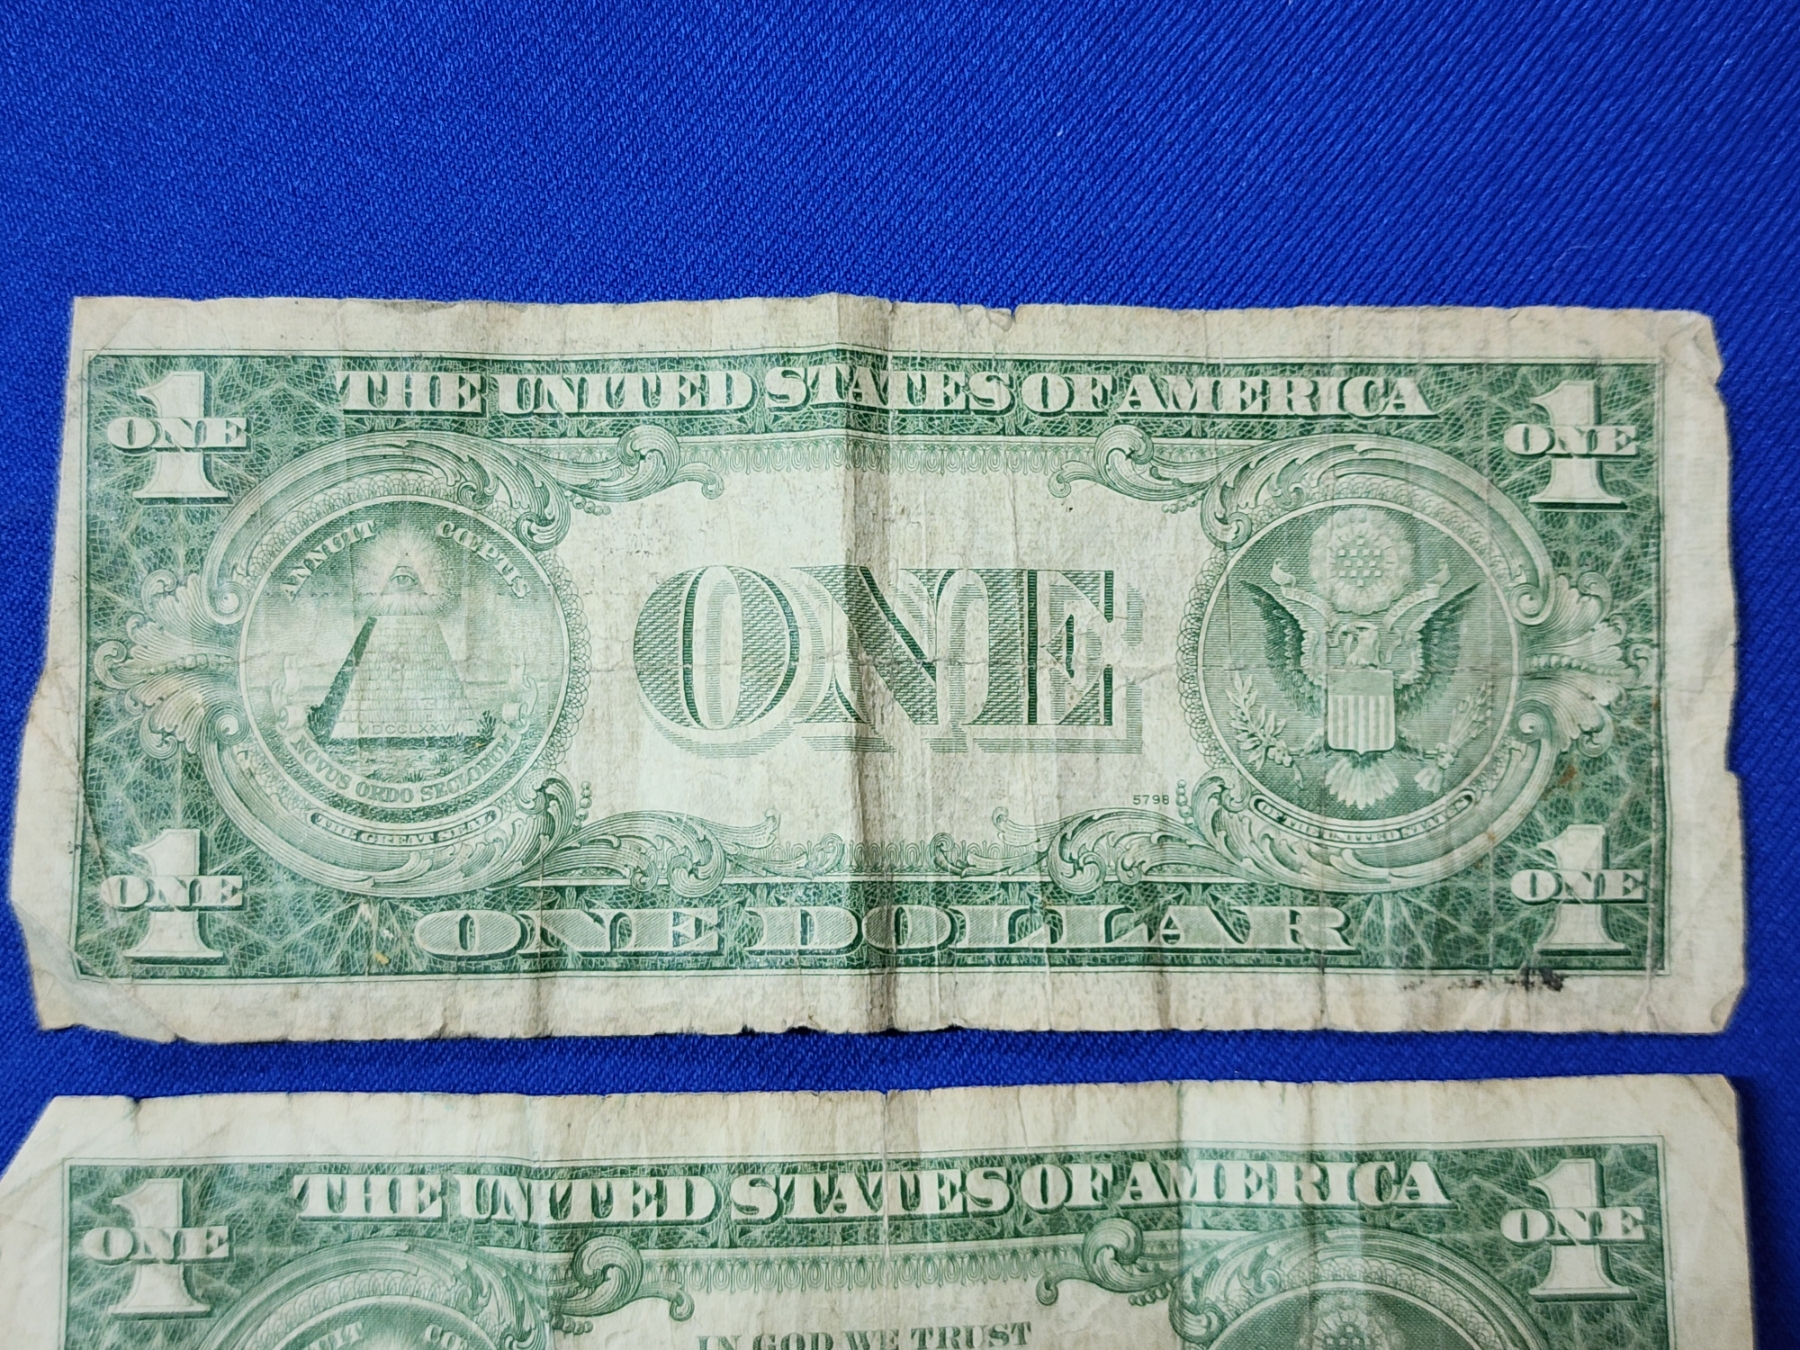 THE UNITED STATES OF AMERICA
1 ONE
1 ONE
ANNUIT CŒPTIS
ONE
MDCCLXXVI
NOVUS ORDO SECLORUM
THE GREAT SEAL
5798
OF THE UNITED STATES
1 ONE
ONE DOLLAR
1 ONE
THE UNITED STATES OF AMERICA
1 ONE
1 ONE
IN GOD WE TRUST